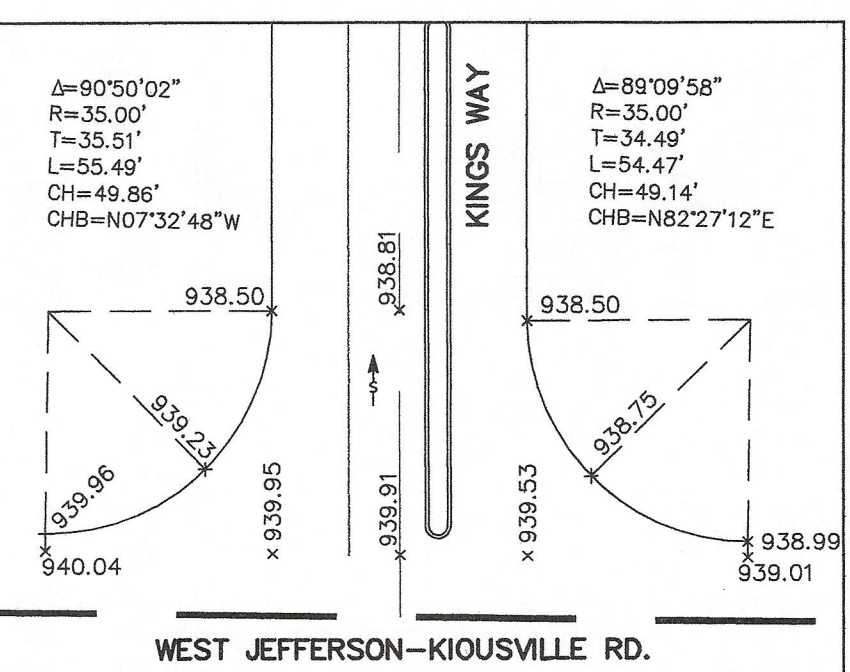 Δ=90°50'02"
R=35.00'
T=35.51'
L=55.49'
CH=49.86'
CHB=N07°32'48"W
KINGS WAY
Δ=89°09'58"
R=35.00'
T=34.49'
L=54.47'
CH=49.14'
CHB=N82°27'12"E
938.50
938.81
938.50
S
939.23
938.75
939.96
939.95
939.91
939.53
938.99
940.04
939.01
WEST JEFFERSON-KIOUSVILLE RD.